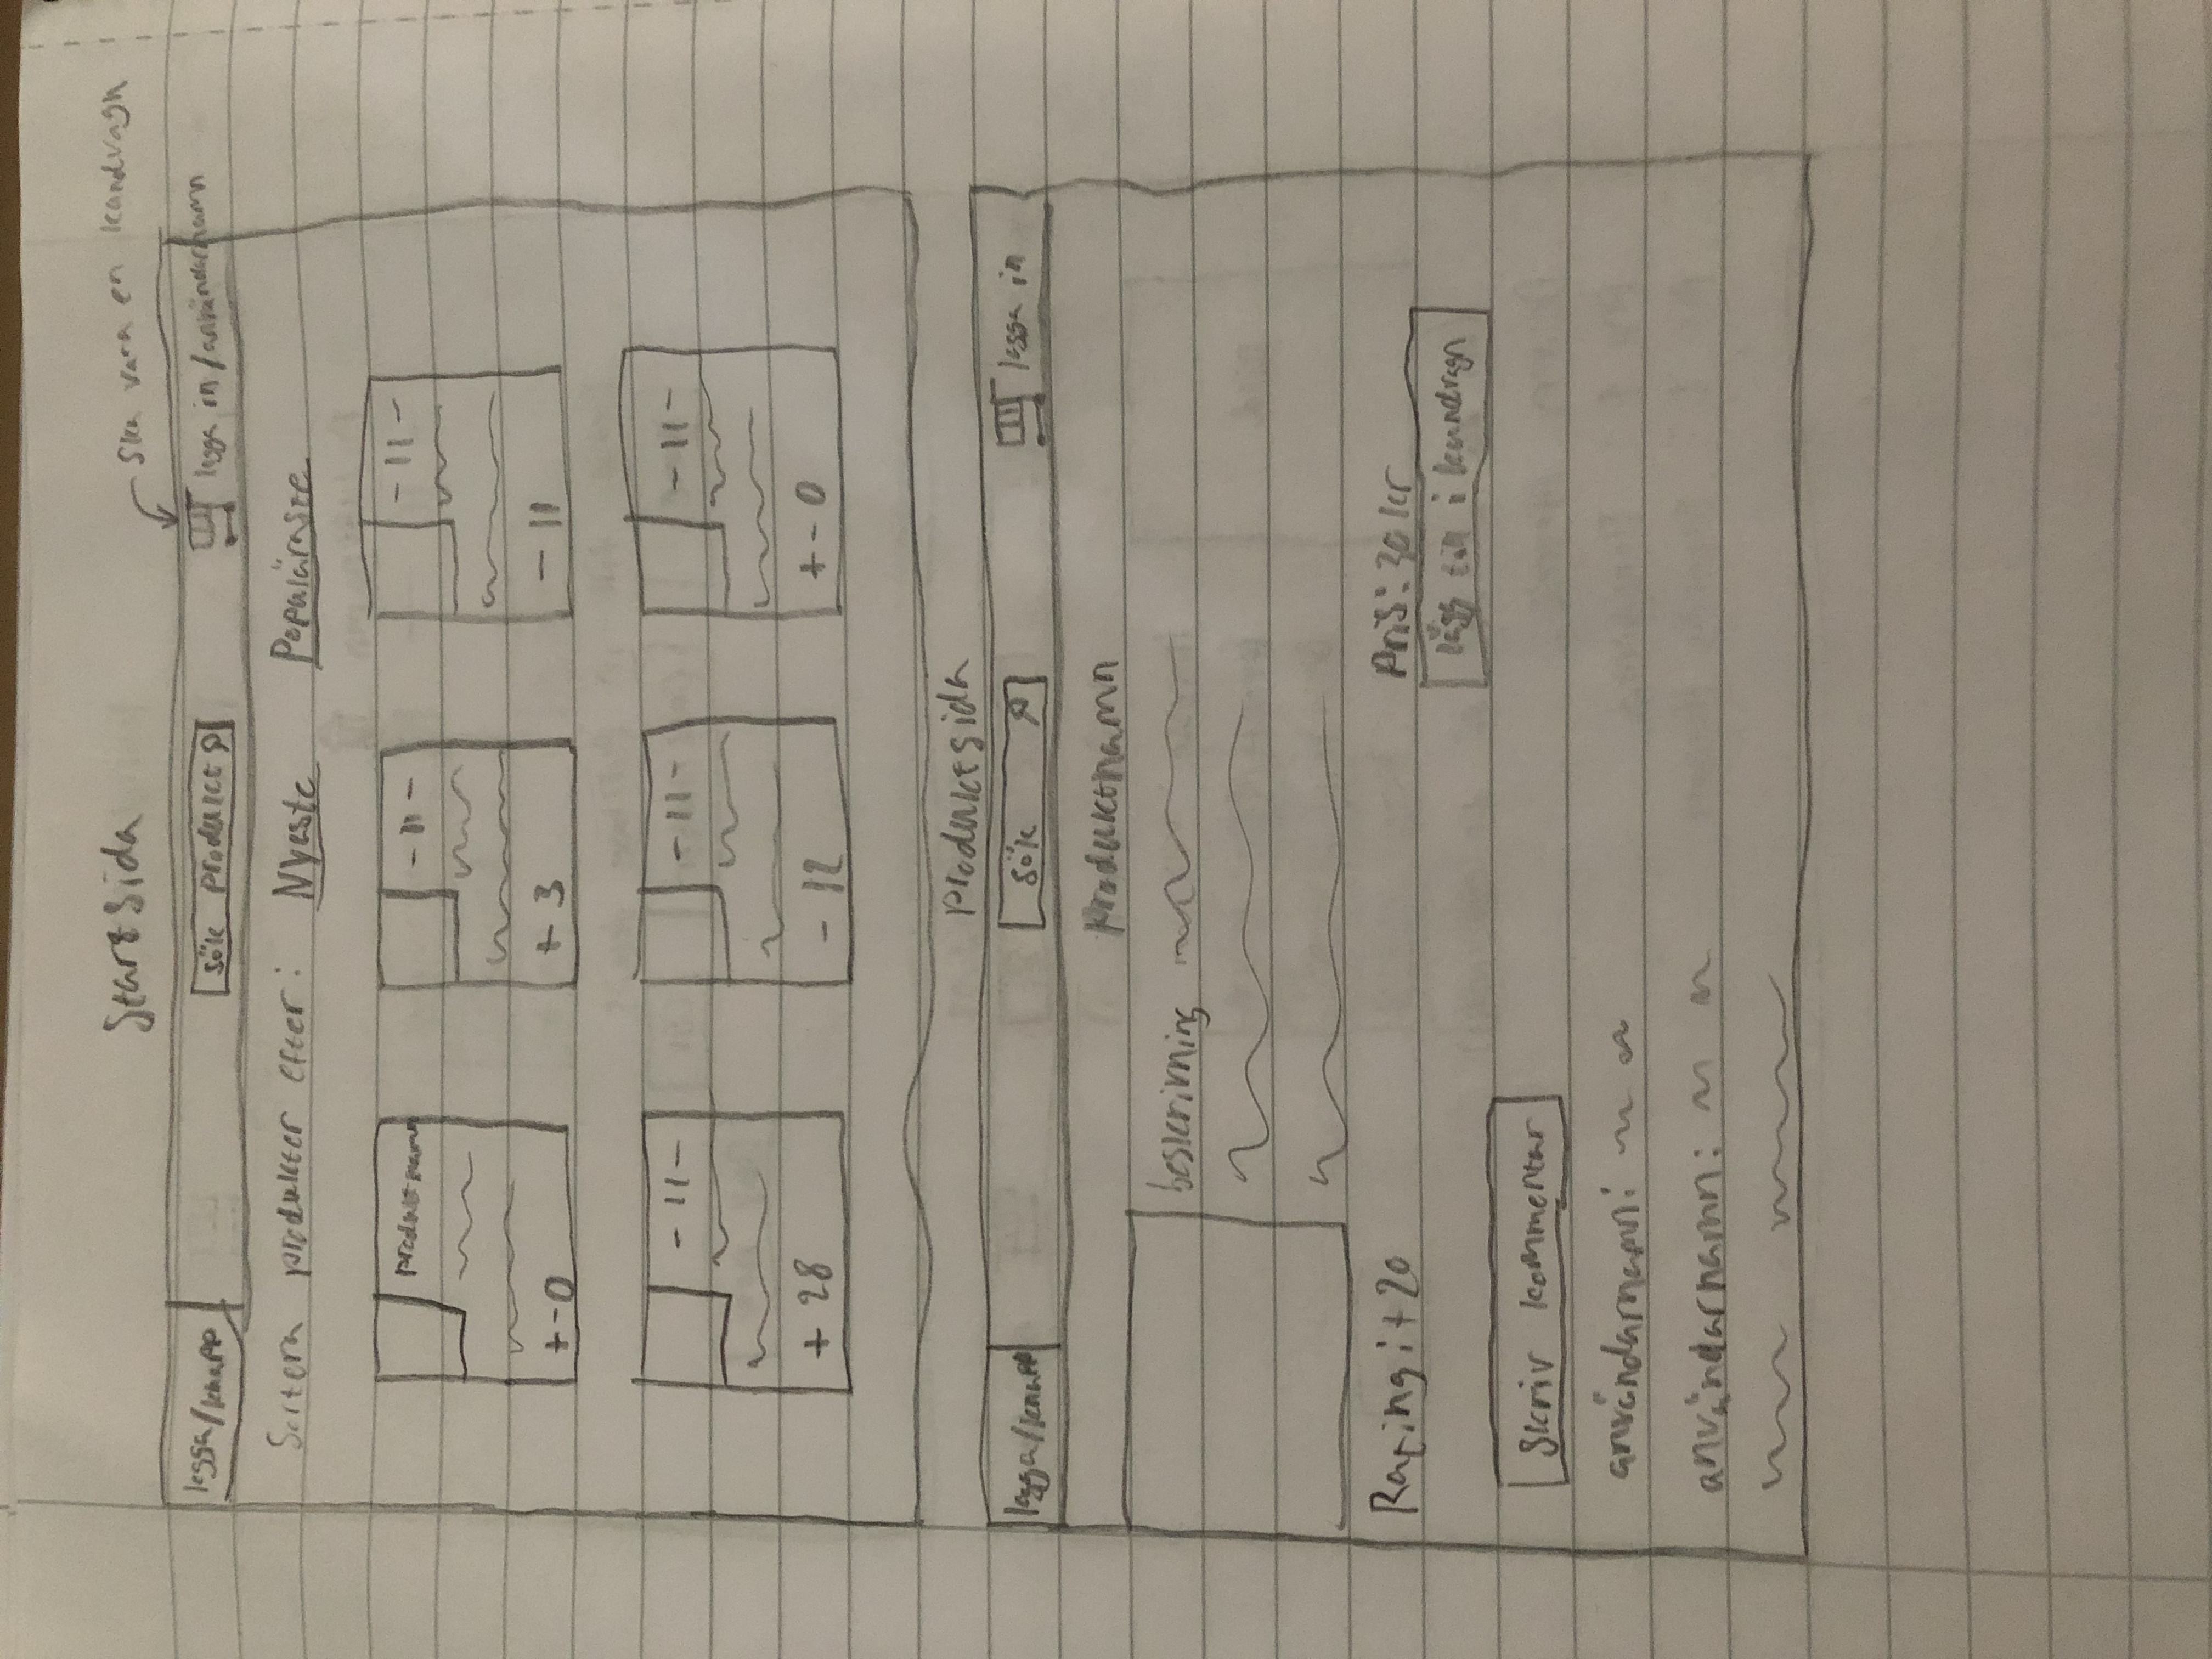 Startsida
Ska vara en kundvagn
logga/knapp
sök produkt
logga in/användarnamn
Sortera produkter efter: Nyeste Populäraste
produktnamn -11- -11-
+-0 +3 -11
-11- -11- -11-
+28 -12 +-0
produktsida
logga/knapp sök logga in
produktnamn
beskrivning
Rating: +20 Pris: 30 kr
lägg till i kundvagn
Skriv kommentar
användarnamn:
användarnamn: